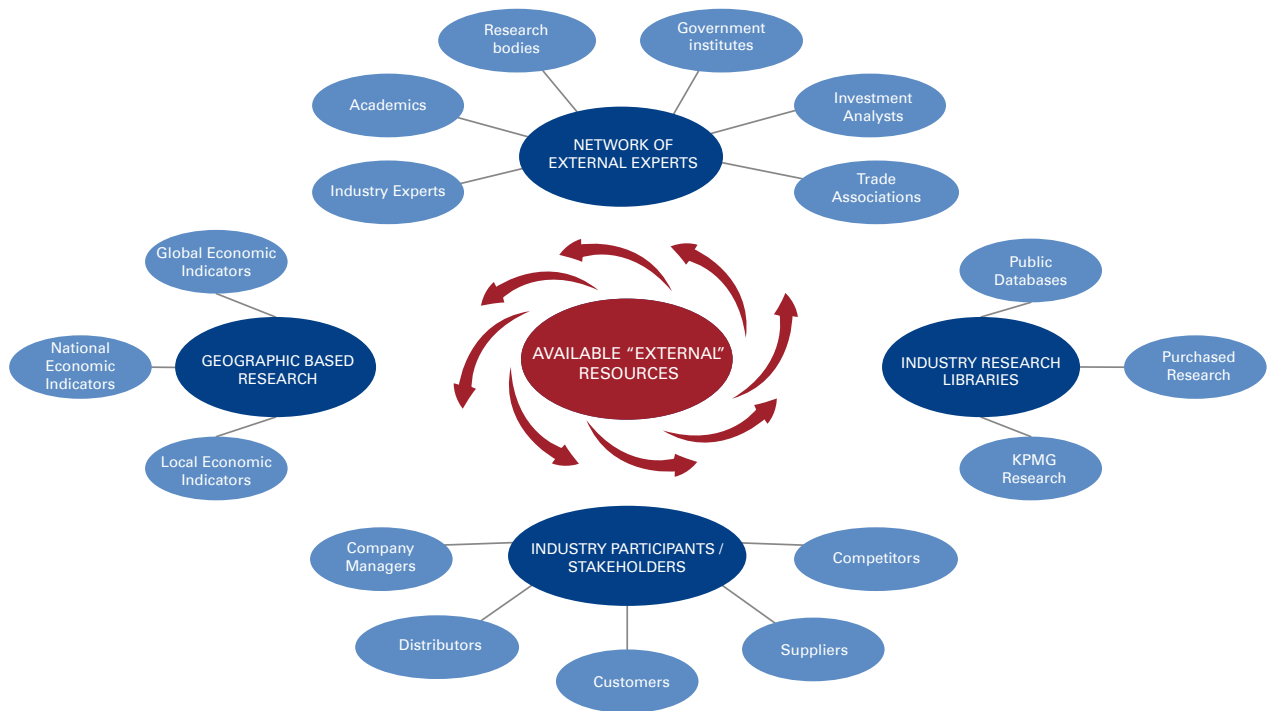 Research
bodies
Government
institutes
Academics
Investment
Analysts
NETWORK OF
EXTERNAL EXPERTS
Industry Experts
Trade
Associations
Global Economic
Indicators
Public
Databases
National
Economic
Indicators
GEOGRAPHIC BASED
RESEARCH
AVAILABLE “EXTERNAL”
RESOURCES
INDUSTRY RESEARCH
LIBRARIES
Purchased
Research
Local Economic
Indicators
KPMG
Research
Company
Managers
INDUSTRY PARTICIPANTS /
STAKEHOLDERS
Competitors
Distributors
Customers
Suppliers